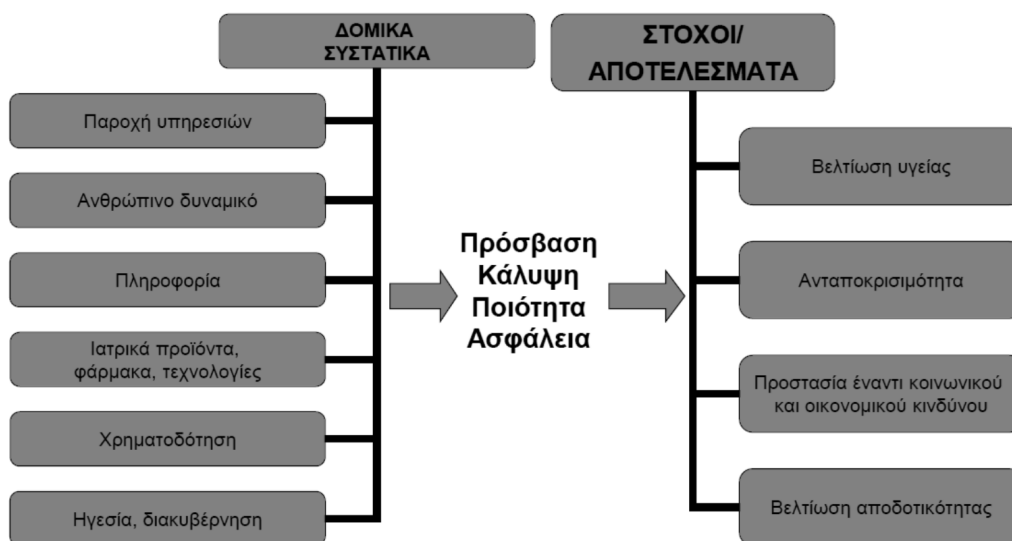 ΔΟΜΙΚΑ
ΣΥΣΤΑΤΙΚΑ
Παροχή υπηρεσιών
Ανθρώπινο δυναμικό
Πληροφορία
Ιατρικά προϊόντα,
φάρμακα, τεχνολογίες
Χρηματοδότηση
Ηγεσία, διακυβέρνηση
Πρόσβαση
Κάλυψη
Ποιότητα
Ασφάλεια
ΣΤΟΧΟΙ/
ΑΠΟΤΕΛΕΣΜΑΤΑ
Βελτίωση υγείας
Ανταποκρισιμότητα
Προστασία έναντι κοινωνικού
και οικονομικού κινδύνου
Βελτίωση αποδοτικότητας